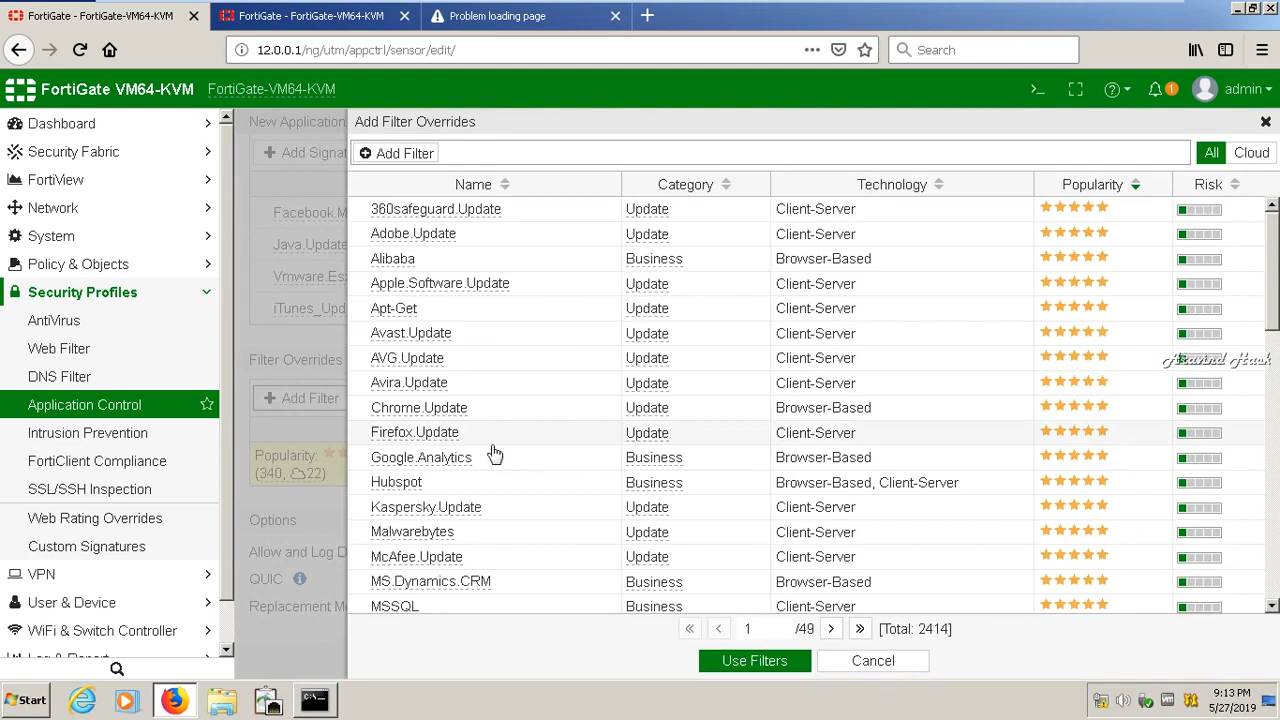 FortiGate - FortiGate-VM64-KVM
FortiGate - FortiGate-VM64-KVM
Problem loading page
12.0.0.1/ng/utm/appctrl/sensor/edit/
Search
FortiGate VM64-KVM
FortiGate-VM64-KVM
1
admin
Dashboard
Security Fabric
FortiView
Network
System
Policy & Objects
Security Profiles
AntiVirus
Web Filter
DNS Filter
Application Control
Intrusion Prevention
FortiClient Compliance
SSL/SSH Inspection
Web Rating Overrides
Custom Signatures
VPN
User & Device
WiFi & Switch Controller
Log & Report
New Application
Add Signa
Facebook.M
Java.Update
Vmware.Es
iTunes_Upd
Filter Overrides
Add Filter
Popularity:
(340, 22)
Options
Allow and Log D
QUIC
Replacement M
Add Filter Overrides
Add Filter
All Cloud
Name Category Technology Popularity Risk
360safeguard.Update Update Client-Server
Adobe.Update Update Client-Server
Alibaba Business Browser-Based
Apple.Software.Update Update Client-Server
Apt-Get Update Client-Server
Avast.Update Update Client-Server
AVG.Update Update Client-Server
Avira.Update Update Client-Server
Chrome.Update Update Browser-Based
Firefox.Update Update Client-Server
Google.Analytics Business Browser-Based
Hubspot Business Browser-Based, Client-Server
Kaspersky.Update Update Client-Server
Malwarebytes Update Client-Server
McAfee.Update Update Client-Server
MS.Dynamics.CRM Business Browser-Based
MSSQL Business Client-Server
Aravind Hack
1 /49 [Total: 2414]
Use Filters Cancel
Start
9:13 PM
5/27/2019